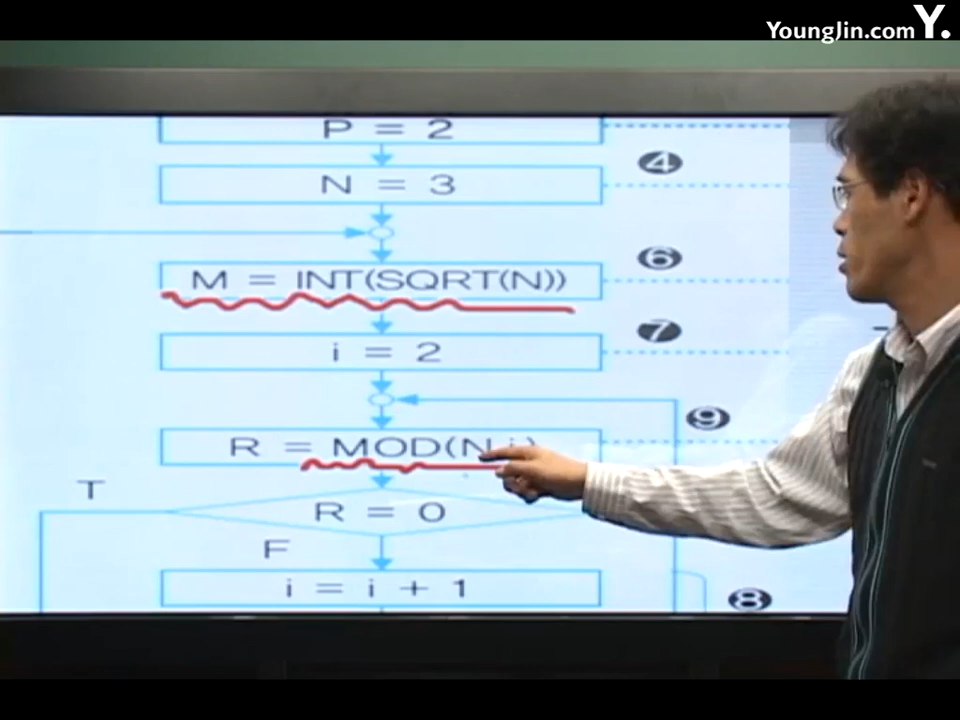 YoungJin.com Y.
P = 2
④
N = 3
⑥
M = INT(SQRT(N))
⑦
i = 2
⑨
R = MOD(N,i)
T
R = 0
F
i = i + 1
⑧